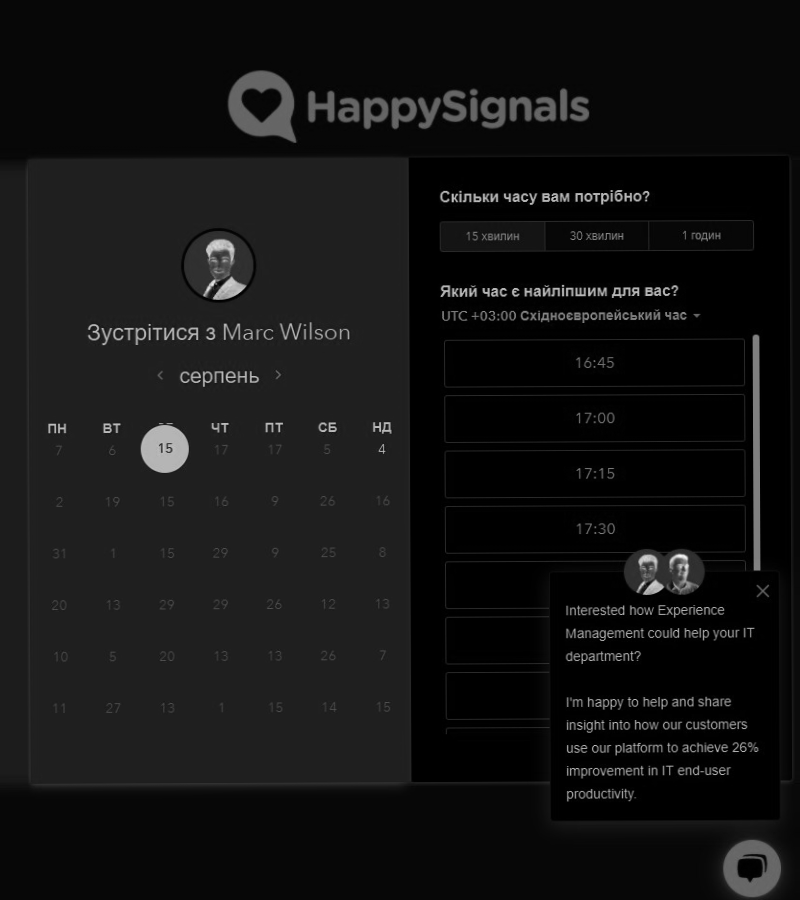 HappySignals
Зустрітися з Marc Wilson
серпень
ПН ВТ ЧТ ПТ СБ НД
7 6 15 17 17 5 4
2 19 15 16 9 26 16
31 1 15 29 9 25 8
20 13 29 29 26 12 13
10 5 20 13 13 26 7
11 27 13 1 15 14 15
Скільки часу вам потрібно?
15 хвилин 30 хвилин 1 годин
Який час є найліпшим для вас?
UTC +03:00 Східноєвропейський час
16:45
17:00
17:15
17:30
Interested how Experience
Management could help your IT
department?
I'm happy to help and share
insight into how our customers
use our platform to achieve 26%
improvement in IT end-user
productivity.